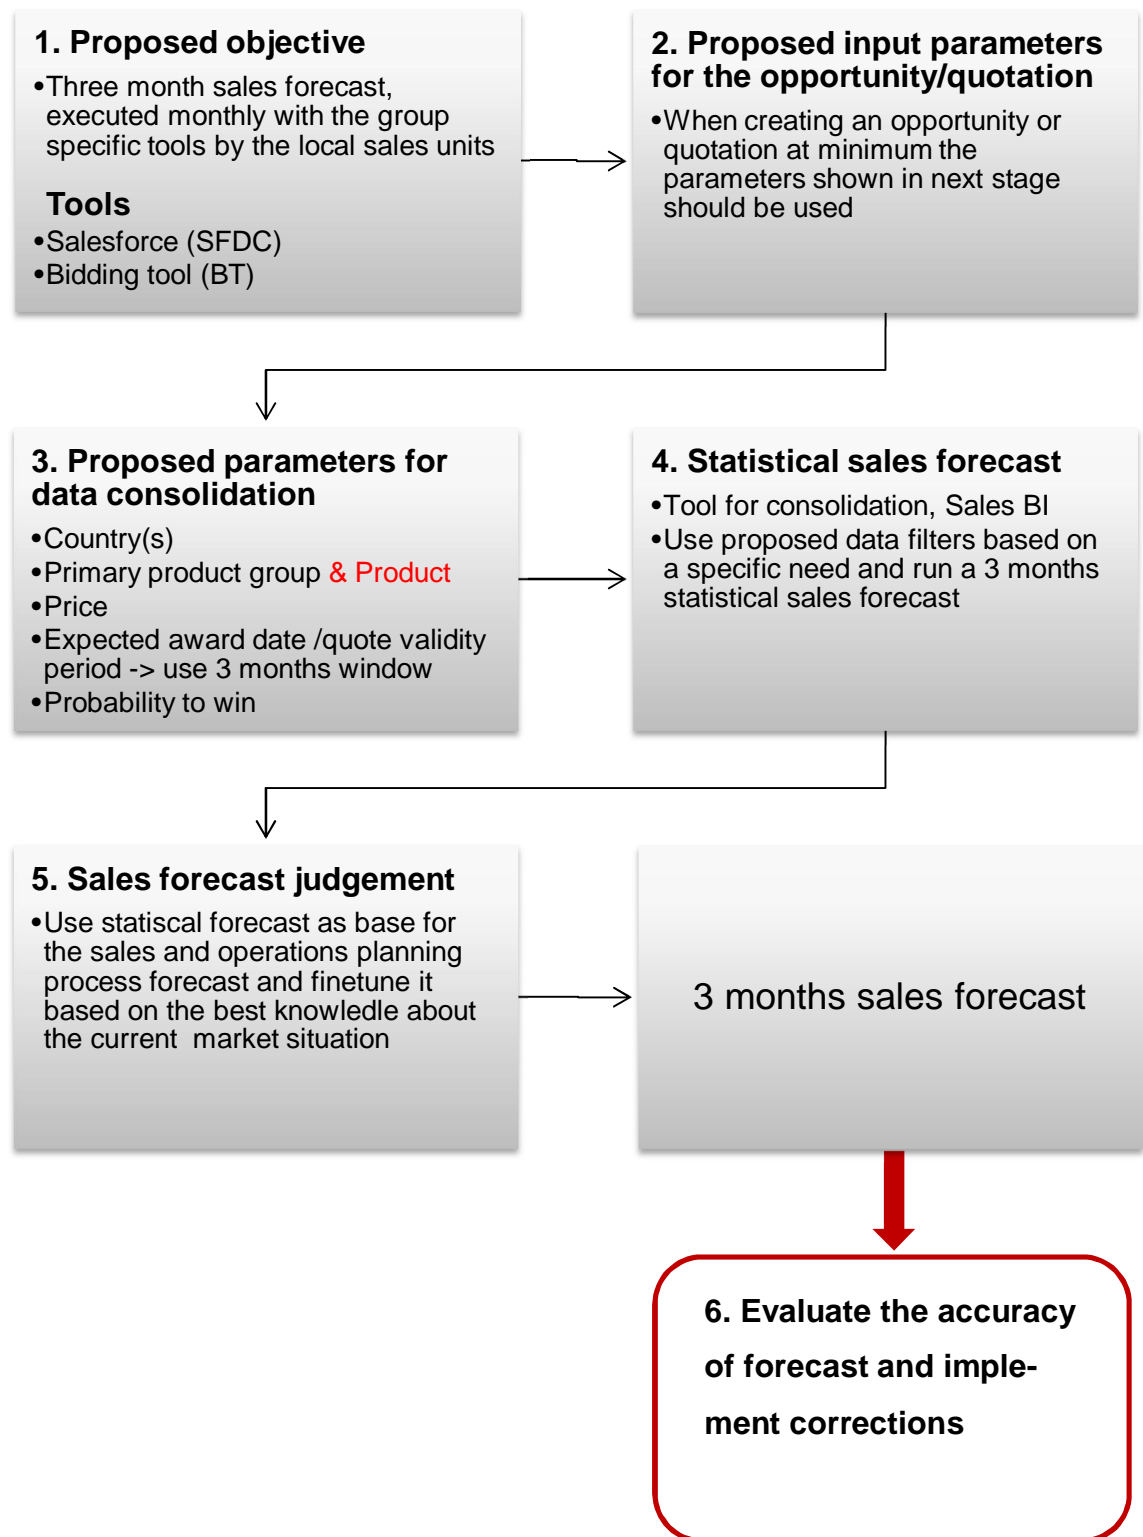 1. Proposed objective
•Three month sales forecast,
executed monthly with the group
specific tools by the local sales units
Tools
•Salesforce (SFDC)
•Bidding tool (BT)
2. Proposed input parameters
for the opportunity/quotation
•When creating an opportunity or
quotation at minimum the
parameters shown in next stage
should be used
3. Proposed parameters for
data consolidation
•Country(s)
•Primary product group & Product
•Price
•Expected award date /quote validity
period -> use 3 months window
•Probability to win
4. Statistical sales forecast
•Tool for consolidation, Sales BI
•Use proposed data filters based on
a specific need and run a 3 months
statistical sales forecast
5. Sales forecast judgement
•Use statiscal forecast as base for
the sales and operations planning
process forecast and finetune it
based on the best knowledle about
the current market situation
3 months sales forecast
6. Evaluate the accuracy
of forecast and imple-
ment corrections